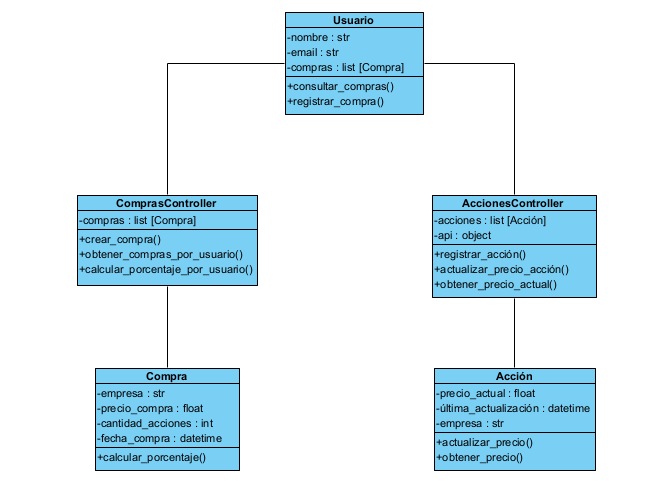 Usuario
-nombre : str
-email : str
-compras : list [Compra]
+consultar_compras()
+registrar_compra()
ComprasController
-compras : list [Compra]
+crear_compra()
+obtener_compras_por_usuario()
+calcular_porcentaje_por_usuario()
AccionesController
-acciones : list [Acción]
-api : object
+registrar_acción()
+actualizar_precio_acción()
+obtener_precio_actual()
Compra
-empresa : str
-precio_compra : float
-cantidad_acciones : int
-fecha_compra : datetime
+calcular_porcentaje()
Acción
-precio_actual : float
-última_actualización : datetime
-empresa : str
+actualizar_precio()
+obtener_precio()